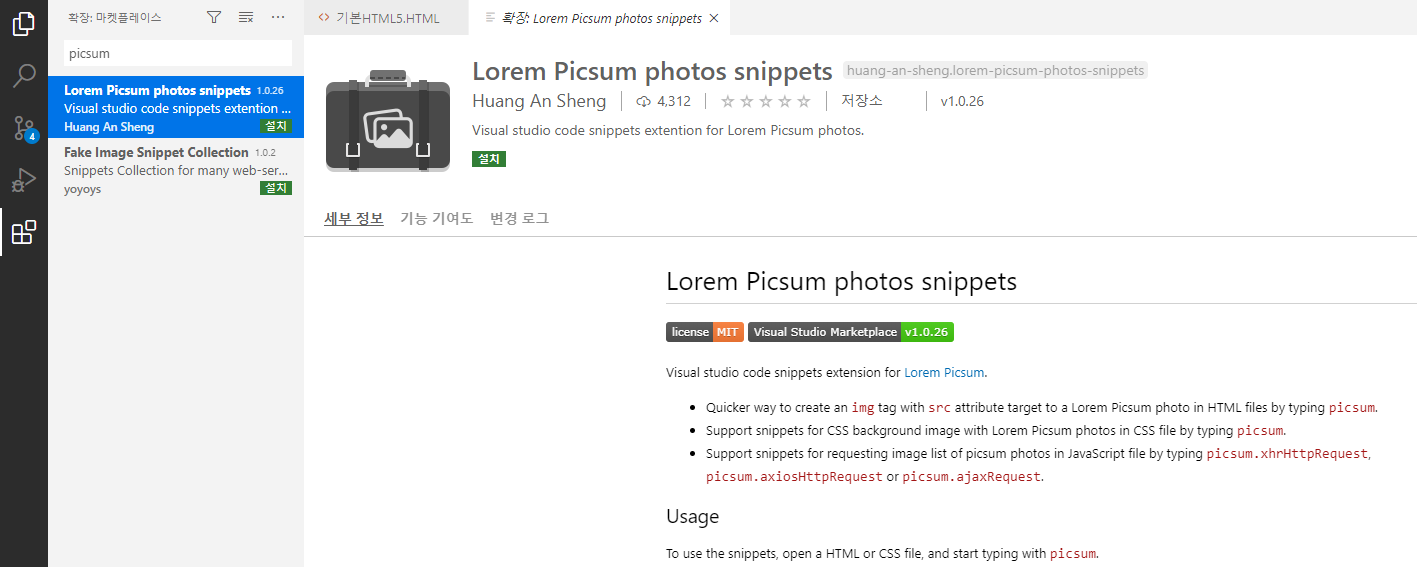 확장: 마켓플레이스
picsum
Lorem Picsum photos snippets 1.0.26
Visual studio code snippets extention ...
Huang An Sheng 설치
Fake Image Snippet Collection 1.0.2
Snippets Collection for many web-ser...
yoyoys 설치
4
기본HTML5.HTML
확장: Lorem Picsum photos snippets
Lorem Picsum photos snippets huang-an-sheng.lorem-picsum-photos-snippets
Huang An Sheng 4,312 저장소 v1.0.26
Visual studio code snippets extention for Lorem Picsum photos.
설치
세부 정보 기능 기여도 변경 로그
Lorem Picsum photos snippets
license MIT Visual Studio Marketplace v1.0.26
Visual studio code snippets extension for Lorem Picsum.
Quicker way to create an img tag with src attribute target to a Lorem Picsum photo in HTML files by typing picsum.
Support snippets for CSS background image with Lorem Picsum photos in CSS file by typing picsum.
Support snippets for requesting image list of picsum photos in JavaScript file by typing picsum.xhrHttpRequest,
picsum.axiosHttpRequest or picsum.ajaxRequest.
Usage
To use the snippets, open a HTML or CSS file, and start typing with picsum.